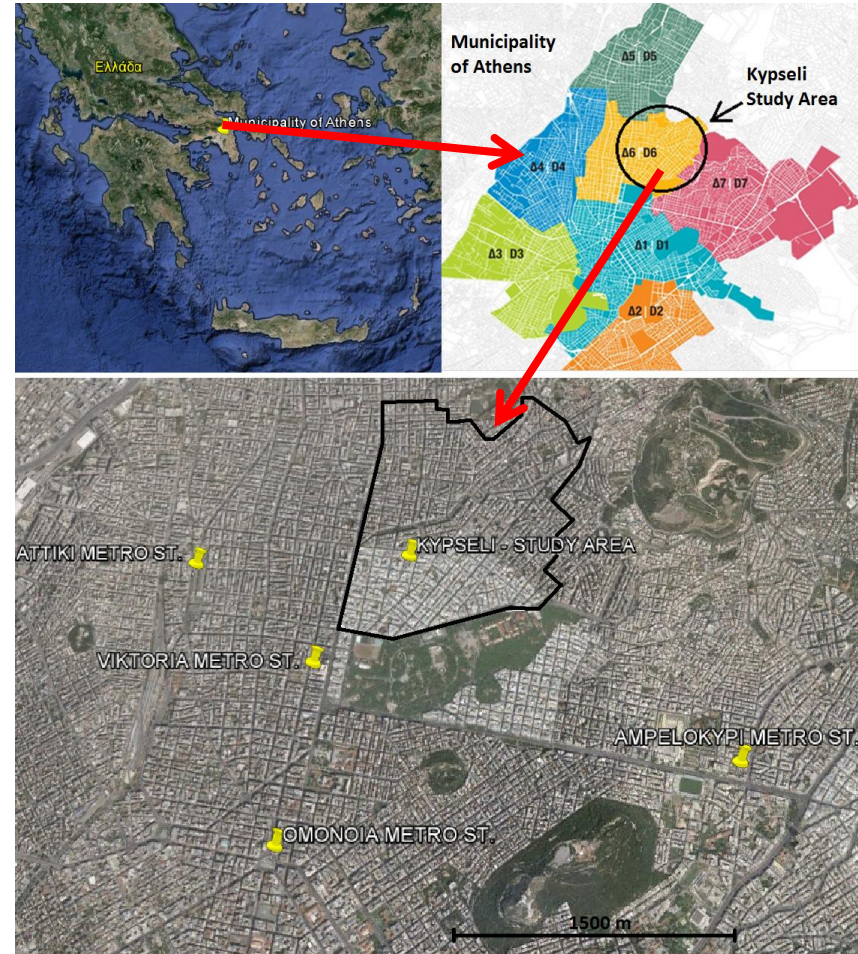 Ελλάδα
Municipality of Athens
Municipality
of Athens
Kypseli
Study Area
Δ5 | D5
Δ6 | D6
Δ4 | D4
Δ7 | D7
Δ3 | D3
Δ1 | D1
Δ2 | D2
KYPSELI - STUDY AREA
ATTIKI METRO ST.
VIKTORIA METRO ST.
AMPELOKYPI METRO ST.
OMONOIA METRO ST.
1500 m